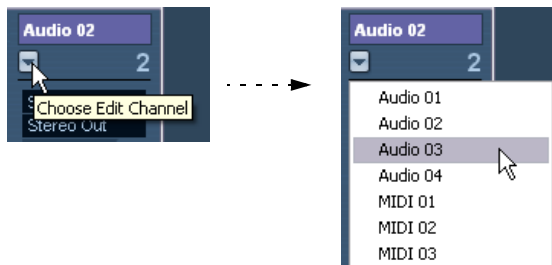 Audio 02
2
Choose Edit Channel
Stereo Out
Audio 02
2
Audio 01
Audio 02
Audio 03
Audio 04
MIDI 01
MIDI 02
MIDI 03